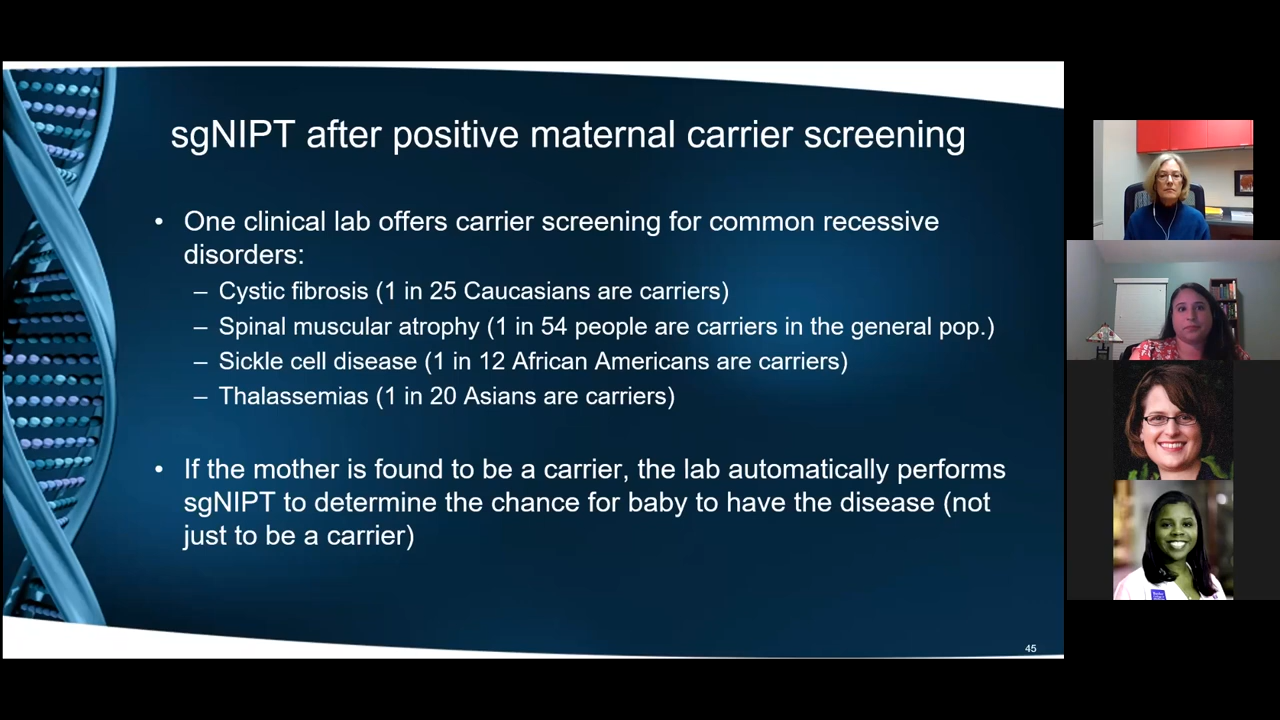 sgNIPT after positive maternal carrier screening
• One clinical lab offers carrier screening for common recessive
disorders:
– Cystic fibrosis (1 in 25 Caucasians are carriers)
– Spinal muscular atrophy (1 in 54 people are carriers in the general pop.)
– Sickle cell disease (1 in 12 African Americans are carriers)
– Thalassemias (1 in 20 Asians are carriers)
• If the mother is found to be a carrier, the lab automatically performs
sgNIPT to determine the chance for baby to have the disease (not
just to be a carrier)
45